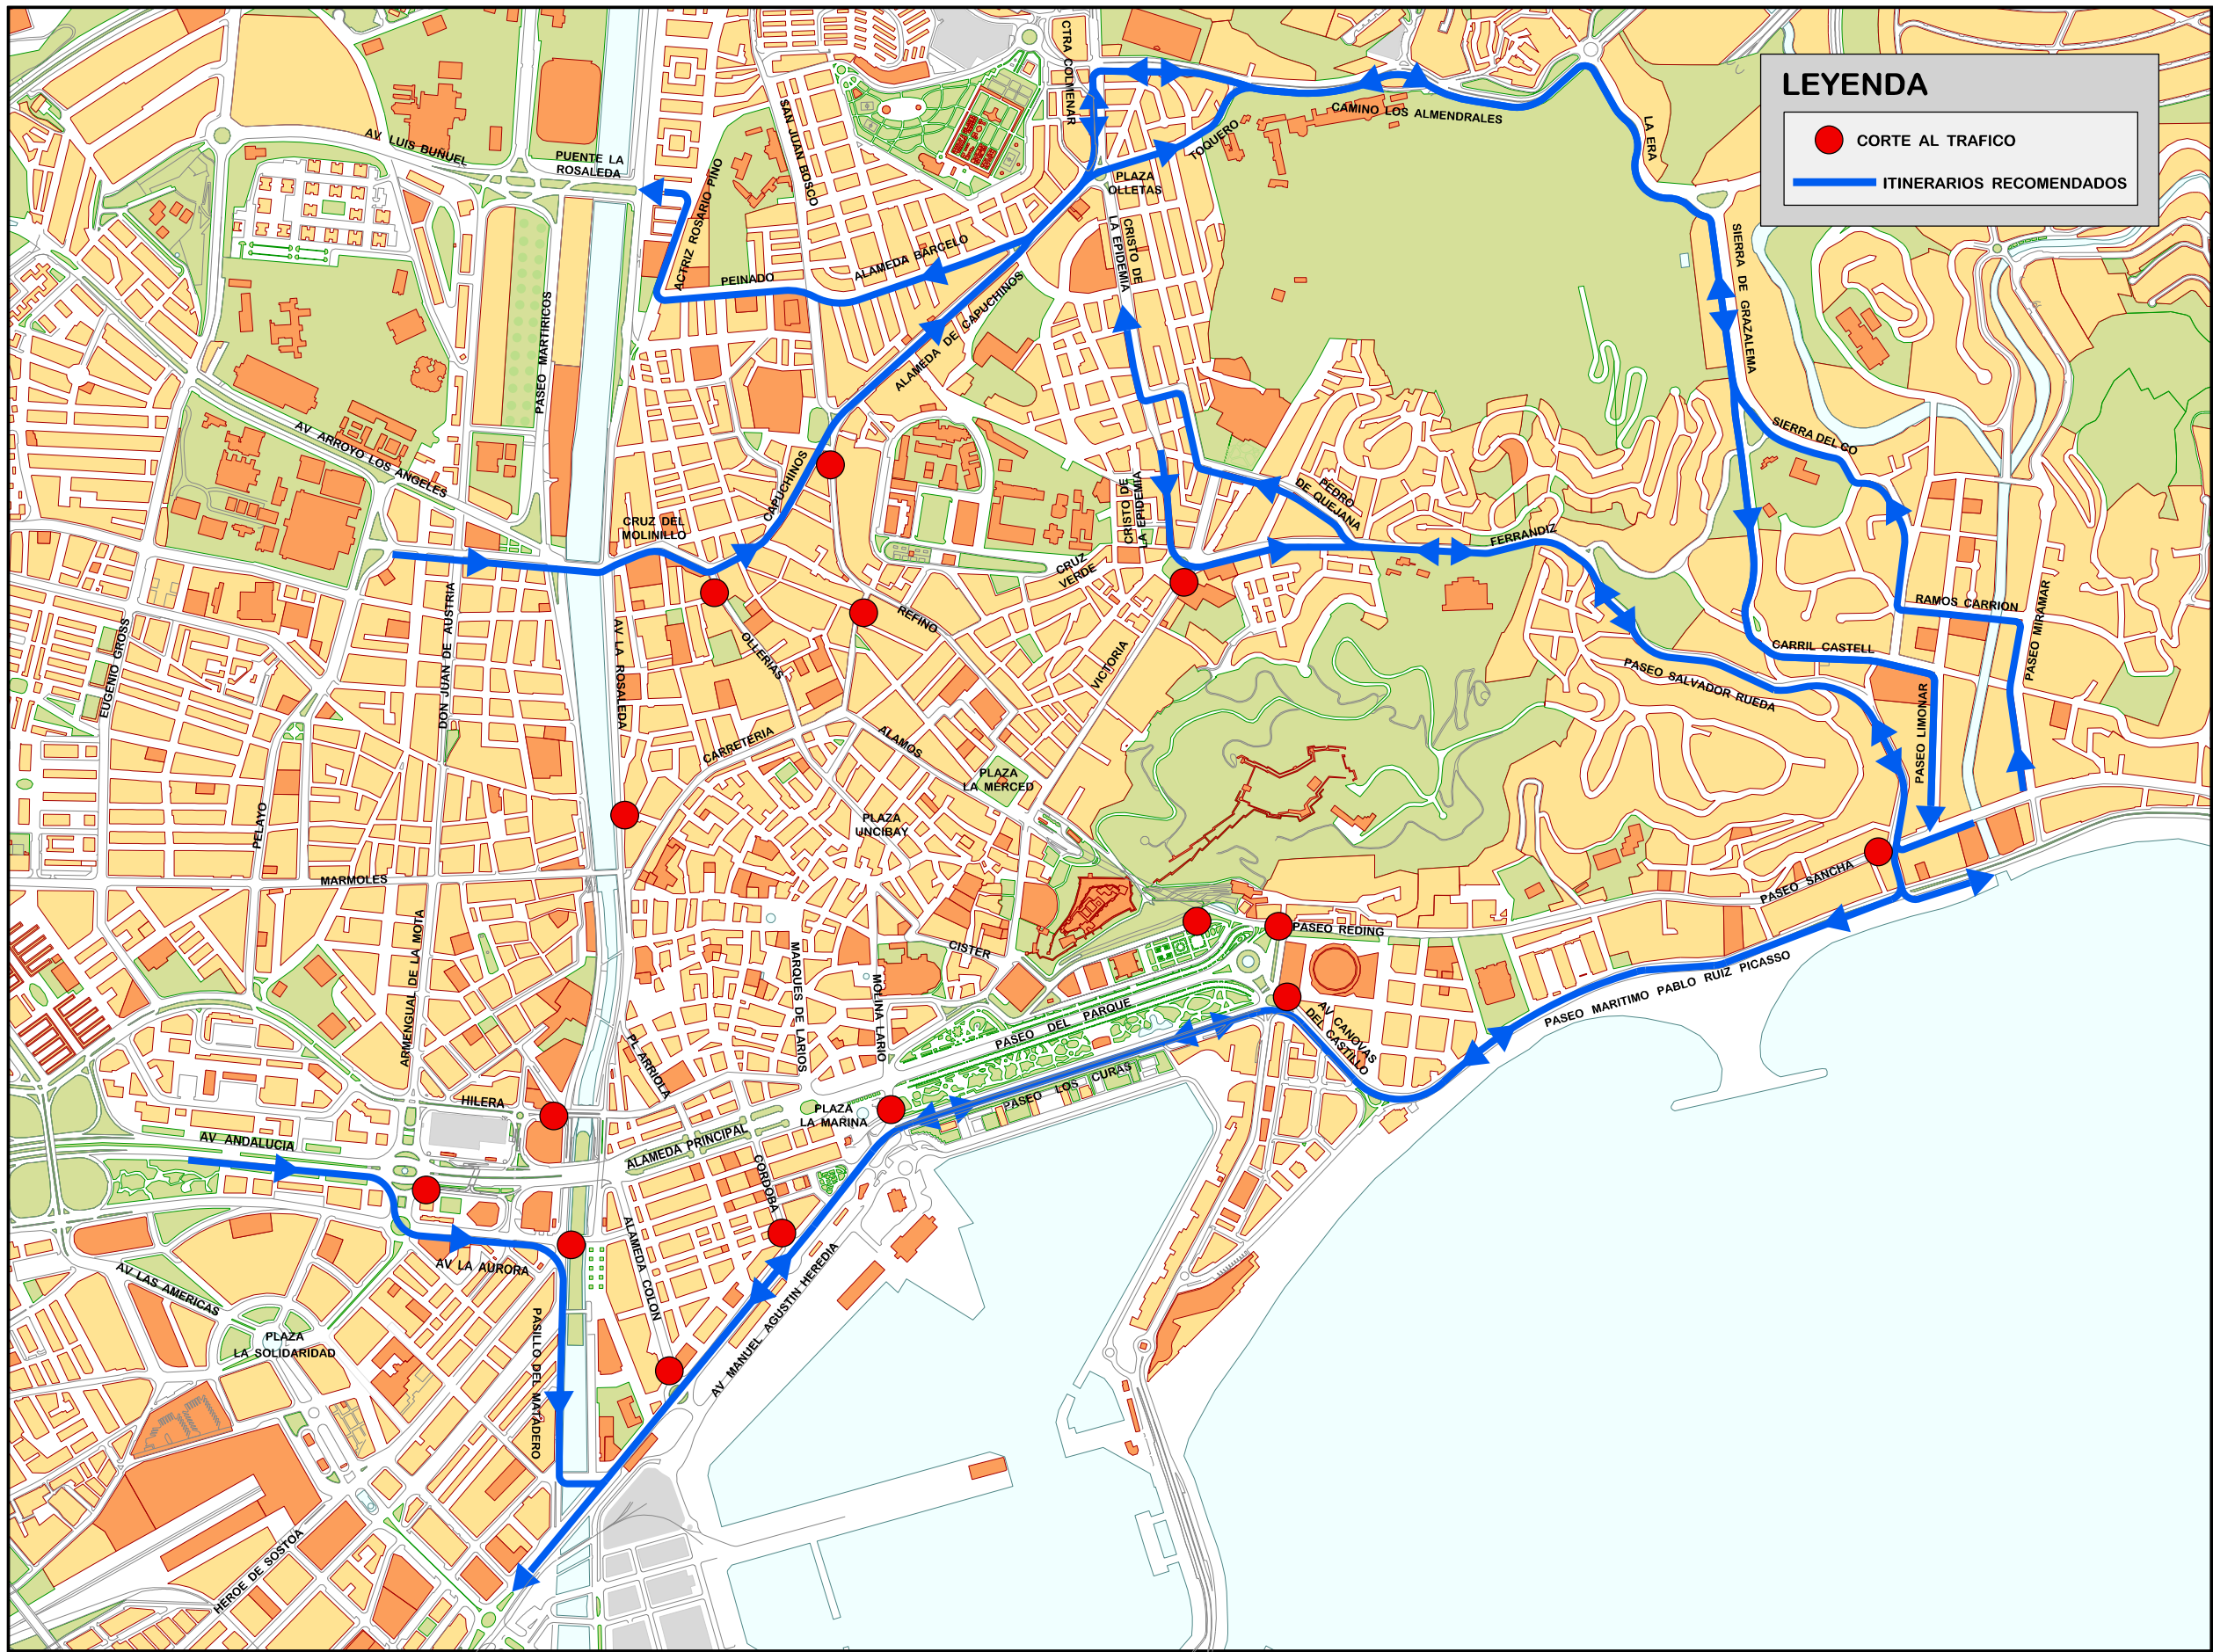 LEYENDA
CORTE AL TRAFICO
ITINERARIOS RECOMENDADOS
CTRA COLMENAR
SAN JUAN BOSCO
AV LUIS BUÑUEL
PUENTE LA
ROSALEDA
ACTRIZ ROSARIO PINO
CAMINO LOS ALMENDRALES
TOQUERO
LA ERA
PLAZA
OLLETAS
CRISTO DE
LA EPIDEMIA
ALAMEDA BARCELO
PEINADO
SIERRA DE GRAZALEMA
PASEO MARTIRICOS
ALAMEDA DE CAPUCHINOS
AV ARROYO LOS ANGELES
SIERRA DEL CO
CAPUCHINOS
CRISTO DE
LA EPIDEMIA
PEDRO
DE QUEJANA
CRUZ DEL
MOLINILLO
FERRANDIZ
CRUZ
VERDE
DON JUAN DE AUSTRIA
RAMOS CARRION
PASEO MIRAMAR
EUGENIO GROSS
AV LA ROSALEDA
OLLERIAS
REFINO
VICTORIA
CARRIL CASTELL
PASEO SALVADOR RUEDA
PASEO LIMONAR
CARRETERIA
ALAMOS
PLAZA
LA MERCED
PELAYO
PLAZA
UNCIBAY
MARMOLES
PASEO SANCHA
ARMENGUAL DE LA MOTA
PASEO REDING
CISTER
MARQUES DE LARIOS
MOLINA LARIO
PASEO MARITIMO PABLO RUIZ PICASSO
PASEO DEL PARQUE
AV CANOVAS
DEL CASTILLO
PL ARRIOLA
PASEO LOS CURAS
HILERA
PLAZA
LA MARINA
AV ANDALUCIA
ALAMEDA PRINCIPAL
CORDOBA
AV LA AURORA
ALAMEDA COLON
AV LAS AMERICAS
AV MANUEL AGUSTIN HEREDIA
PLAZA
LA SOLIDARIDAD
PASILLO DEL MATADERO
HEROE DE SOSTOA